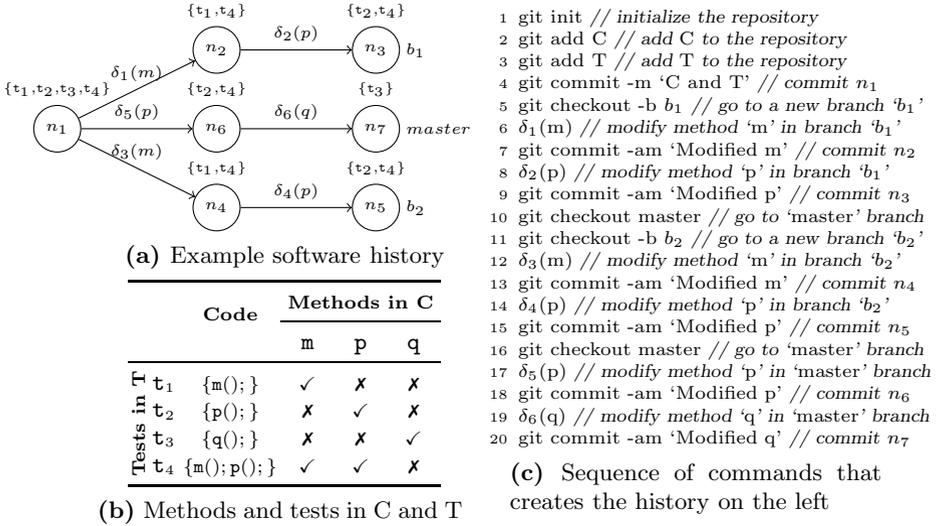 {t₁,t₄} {t₂,t₄}
n₂ δ₂(p) n₃ b₁
δ₁(m)
{t₁,t₂,t₃,t₄} {t₂,t₄} {t₃}
n₁ δ₅(p) n₆ δ₆(q) n₇ master
δ₃(m)
{t₁,t₄} {t₂,t₄}
n₄ δ₄(p) n₅ b₂
(a) Example software history
Methods in C
Code
m p q
Tests in T
t₁ {m();} ✓ ✗ ✗
t₂ {p();} ✗ ✓ ✗
t₃ {q();} ✗ ✗ ✓
t₄ {m();p();} ✓ ✓ ✗
(b) Methods and tests in C and T
1 git init // initialize the repository
2 git add C // add C to the repository
3 git add T // add T to the repository
4 git commit -m ‘C and T’ // commit n₁
5 git checkout -b b₁ // go to a new branch ‘b₁’
6 δ₁(m) // modify method ‘m’ in branch ‘b₁’
7 git commit -am ‘Modified m’ // commit n₂
8 δ₂(p) // modify method ‘p’ in branch ‘b₁’
9 git commit -am ‘Modified p’ // commit n₃
10 git checkout master // go to ‘master’ branch
11 git checkout -b b₂ // go to a new branch ‘b₂’
12 δ₃(m) // modify method ‘m’ in branch ‘b₂’
13 git commit -am ‘Modified m’ // commit n₄
14 δ₄(p) // modify method ‘p’ in branch ‘b₂’
15 git commit -am ‘Modified p’ // commit n₅
16 git checkout master // go to ‘master’ branch
17 δ₅(p) // modify method ‘p’ in ‘master’ branch
18 git commit -am ‘Modified p’ // commit n₆
19 δ₆(q) // modify method ‘q’ in ‘master’ branch
20 git commit -am ‘Modified q’ // commit n₇
(c) Sequence of commands that
creates the history on the left